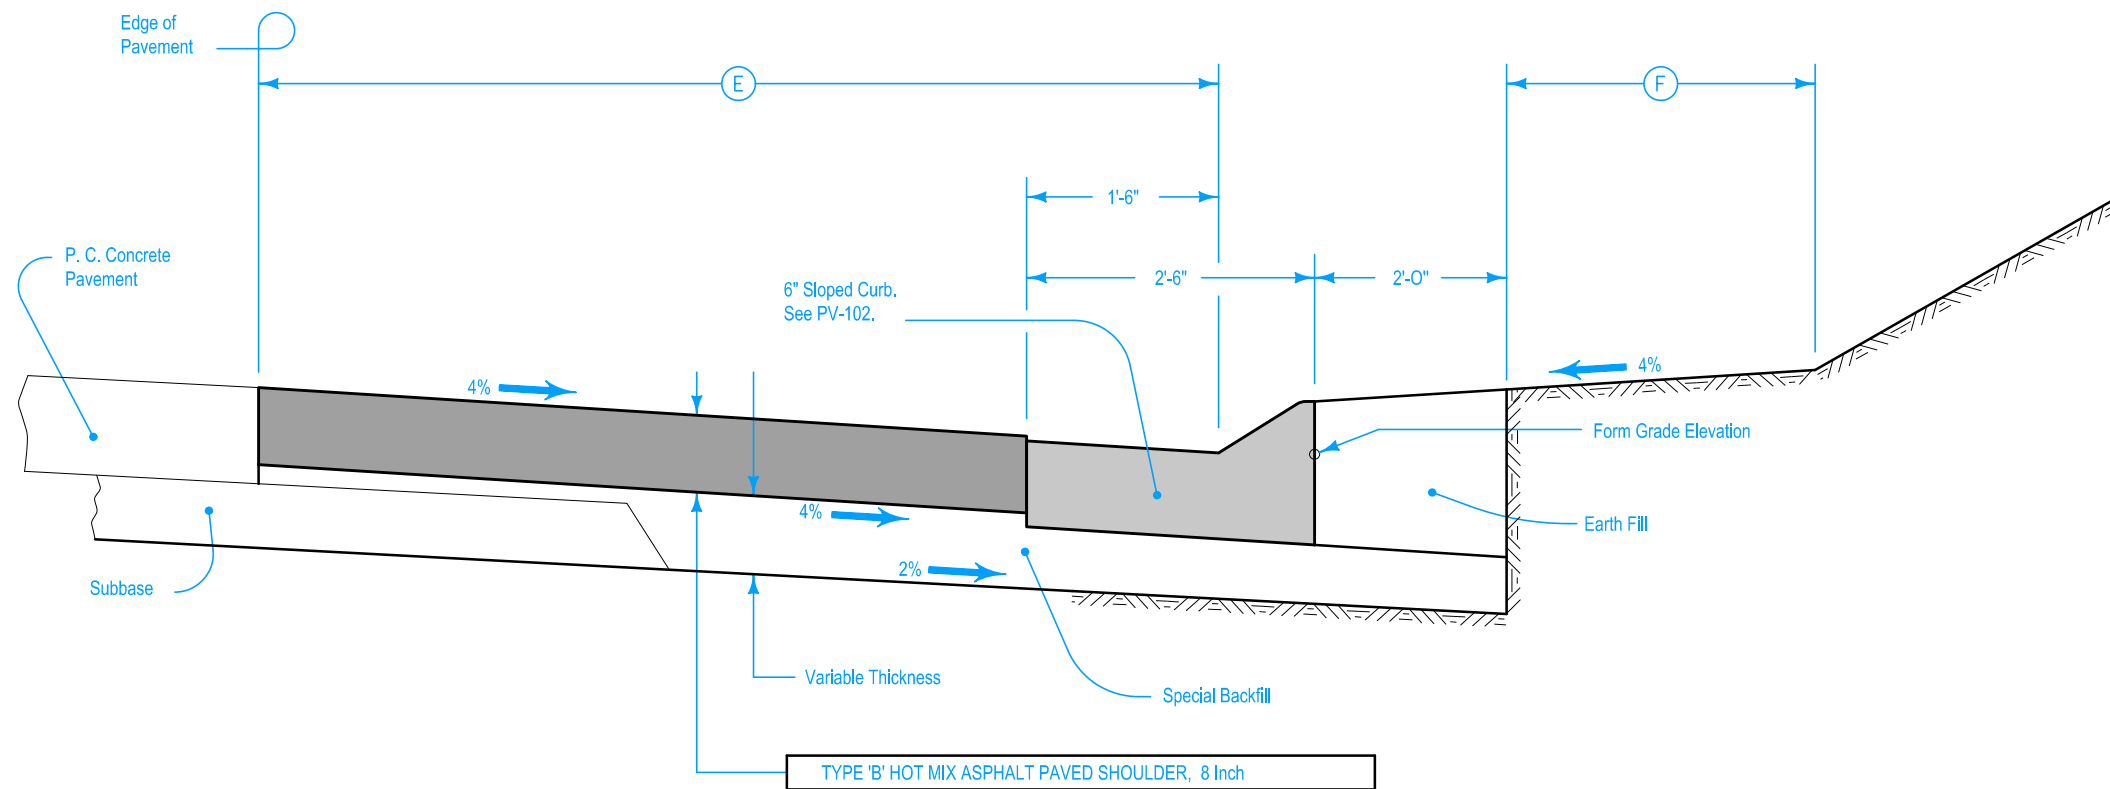 Edge of
Pavement
E
F
1'-6"
P. C. Concrete
Pavement
2'-6"
2'-0"
6" Sloped Curb.
See PV-102.
4%
4%
Form Grade Elevation
4%
Earth Fill
2%
Subbase
Variable Thickness
Special Backfill
TYPE 'B' HOT MIX ASPHALT PAVED SHOULDER, 8 Inch